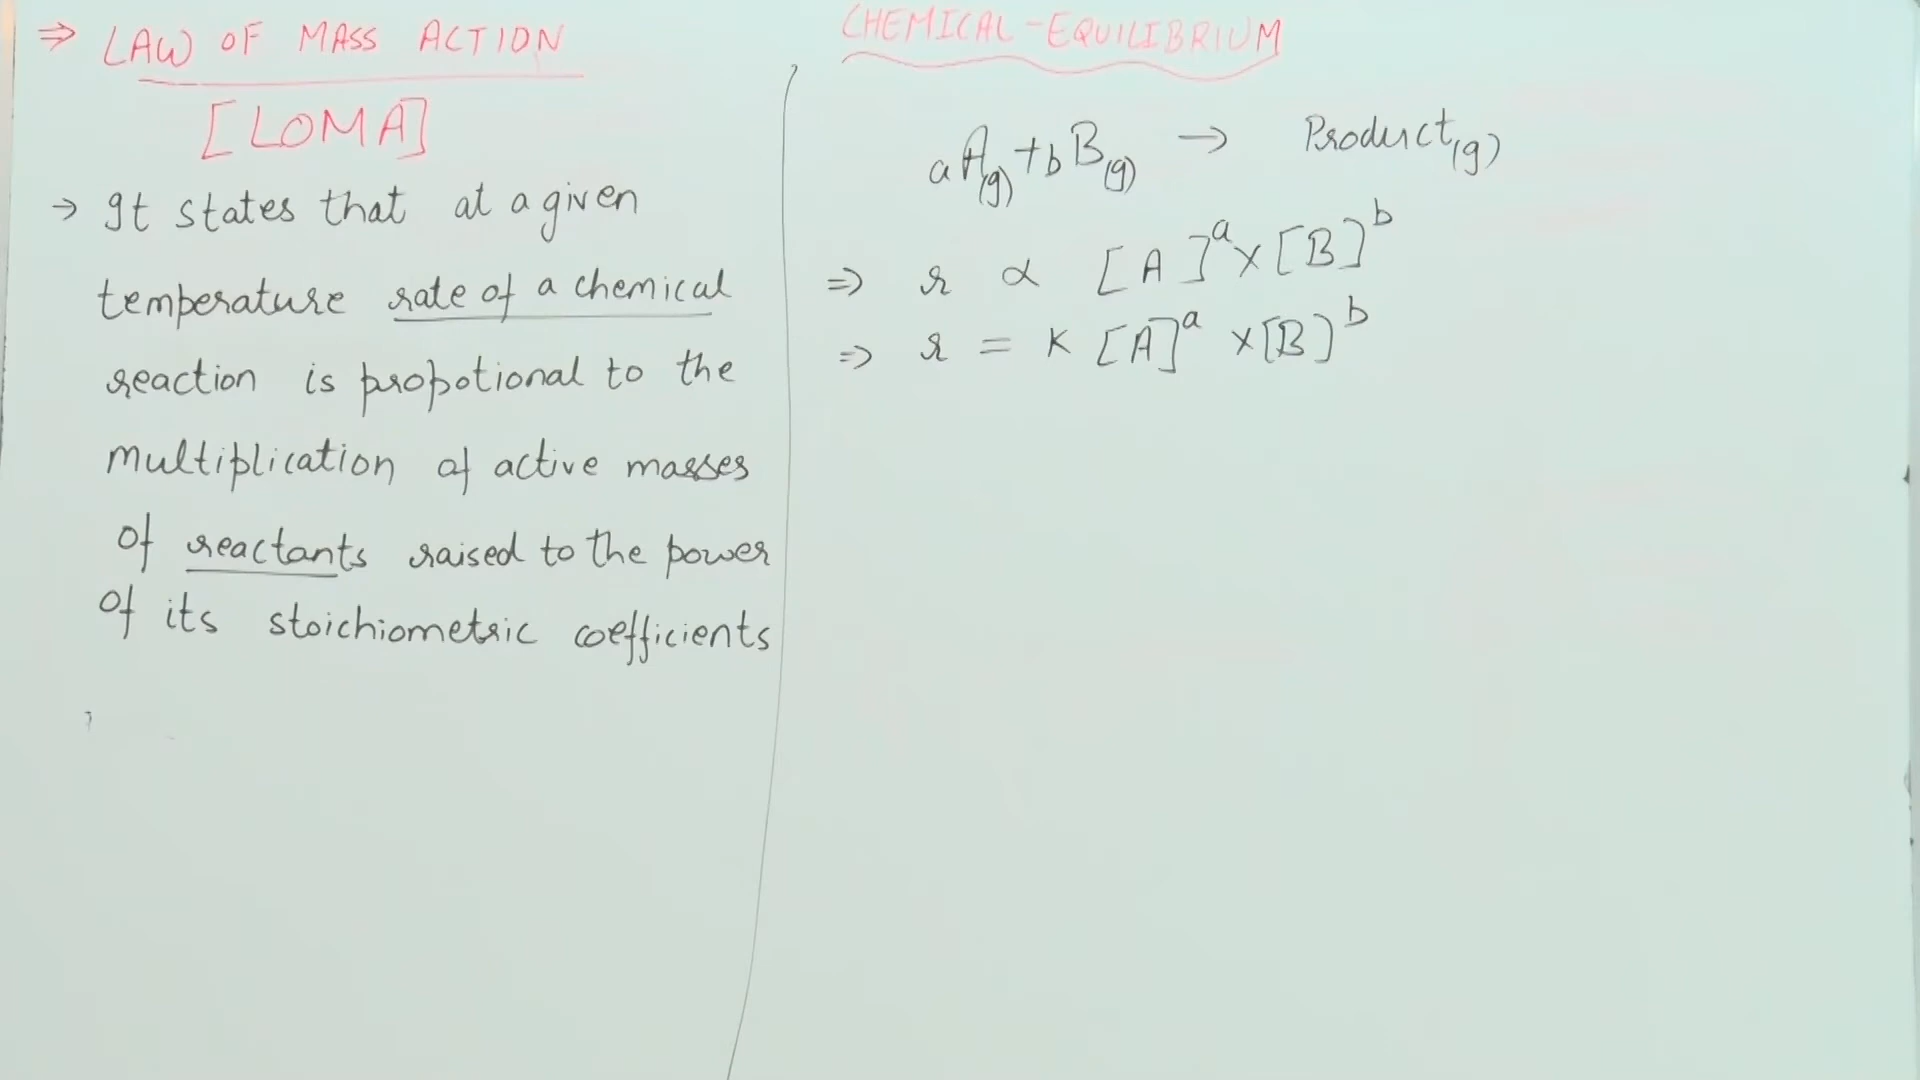 ⇒ LAW OF MASS ACTION
[LOMA]
→ It states that at a given
temperature rate of a chemical
reaction is propotional to the
multiplication of active masses
of reactants raised to the power
of its stoichiometric coefficients
CHEMICAL-EQUILIBRIUM
aA(g) + bB(g) → Product(g)
⇒ r ∝ [A]^a × [B]^b
⇒ r = K [A]^a × [B]^b